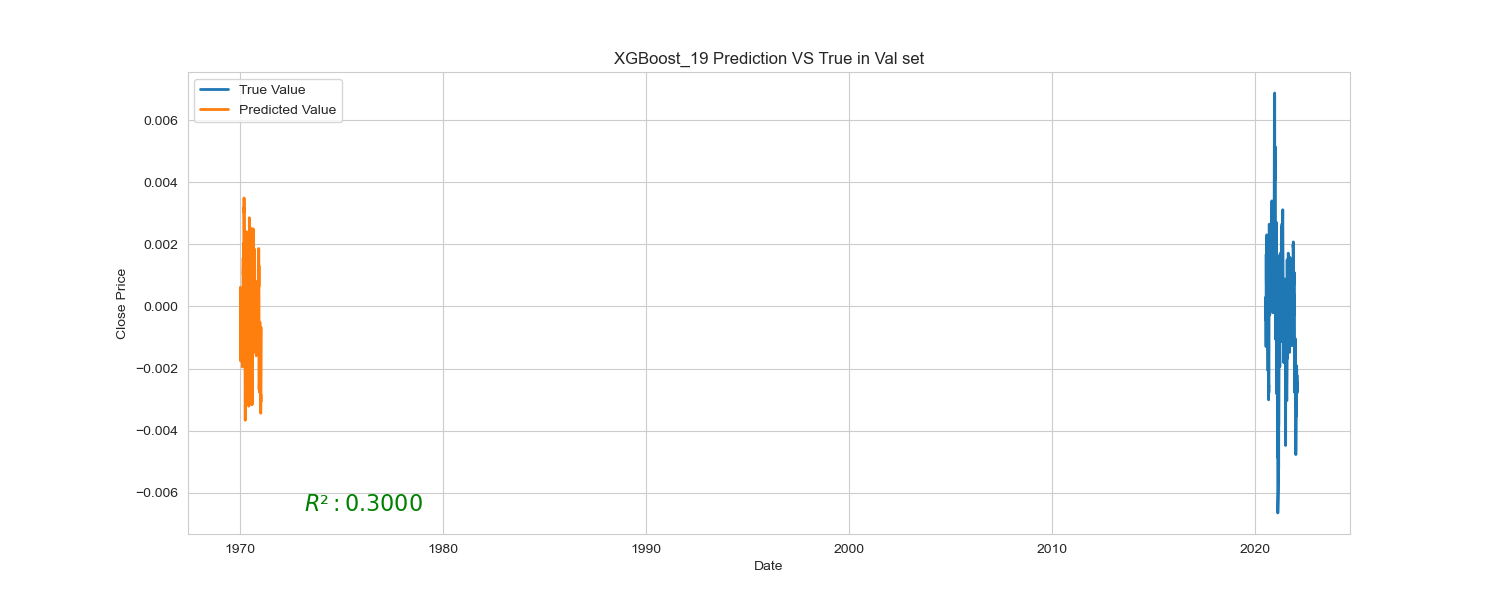 XGBoost_19 Prediction VS True in Val set
True Value
Predicted Value
0.006
0.004
0.002
0.000
−0.002
−0.004
−0.006
Close Price
R² : 0.3000
1970 1980 1990 2000 2010 2020
Date